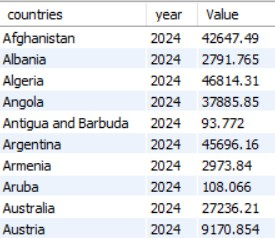 countries year Value
Afghanistan 2024 42647.49
Albania 2024 2791.765
Algeria 2024 46814.31
Angola 2024 37885.85
Antigua and Barbuda 2024 93.772
Argentina 2024 45696.16
Armenia 2024 2973.84
Aruba 2024 108.066
Australia 2024 27236.21
Austria 2024 9170.854